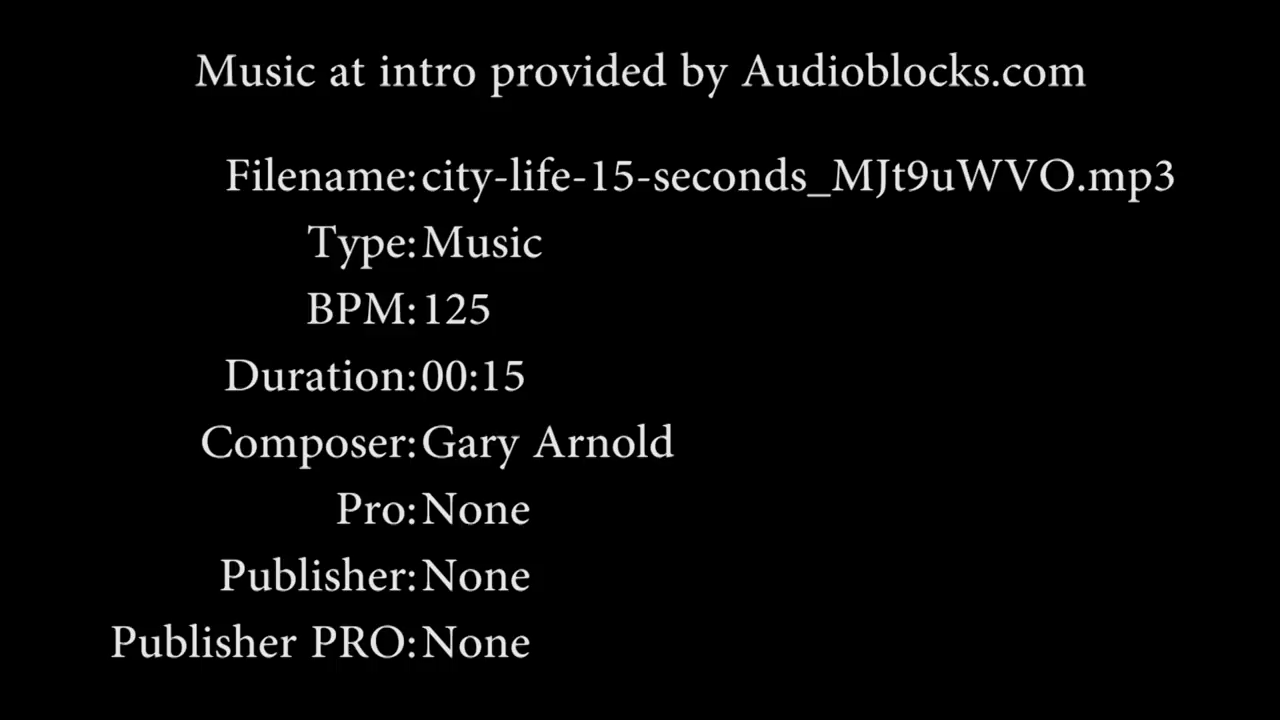 Music at intro provided by Audioblocks.com
Filename: city-life-15-seconds_MJt9uWVO.mp3
Type: Music
BPM: 125
Duration: 00:15
Composer: Gary Arnold
Pro: None
Publisher: None
Publisher PRO: None